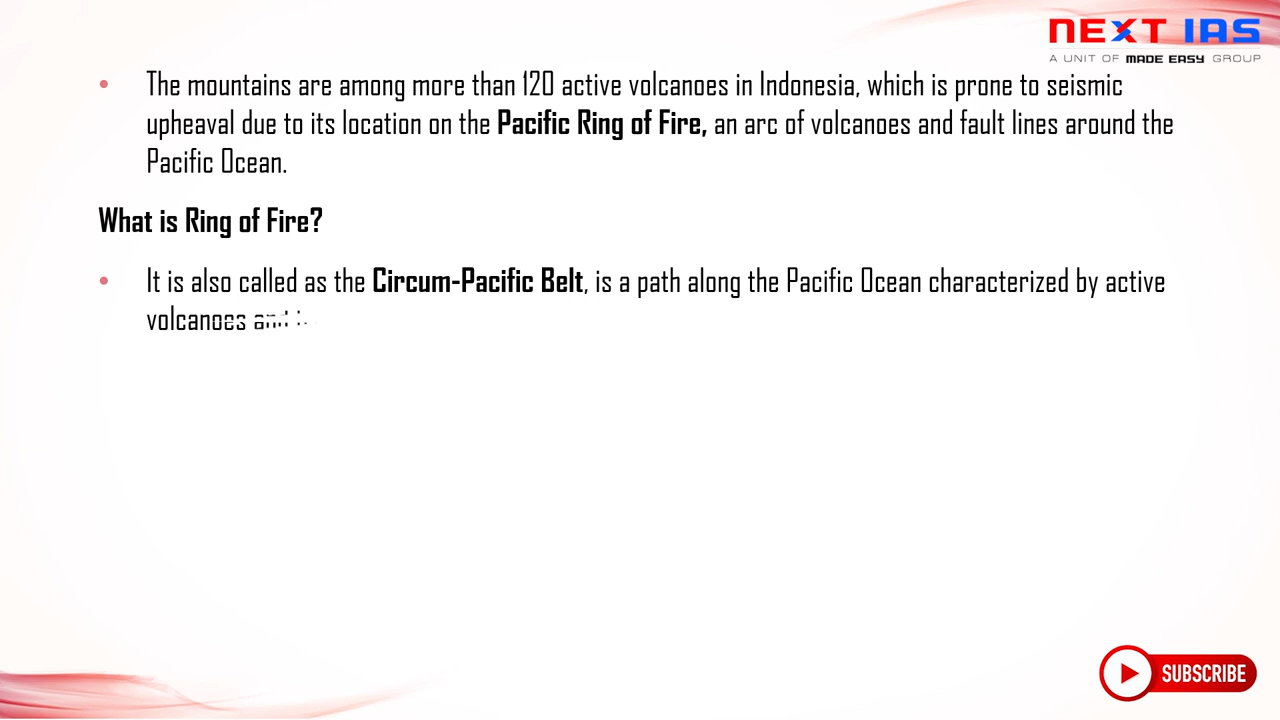 NEXT IAS
A UNIT OF MADE EASY GROUP
• The mountains are among more than 120 active volcanoes in Indonesia, which is prone to seismic
upheaval due to its location on the Pacific Ring of Fire, an arc of volcanoes and fault lines around the
Pacific Ocean.
What is Ring of Fire?
• It is also called as the Circum-Pacific Belt, is a path along the Pacific Ocean characterized by active
volcanoes and
SUBSCRIBE